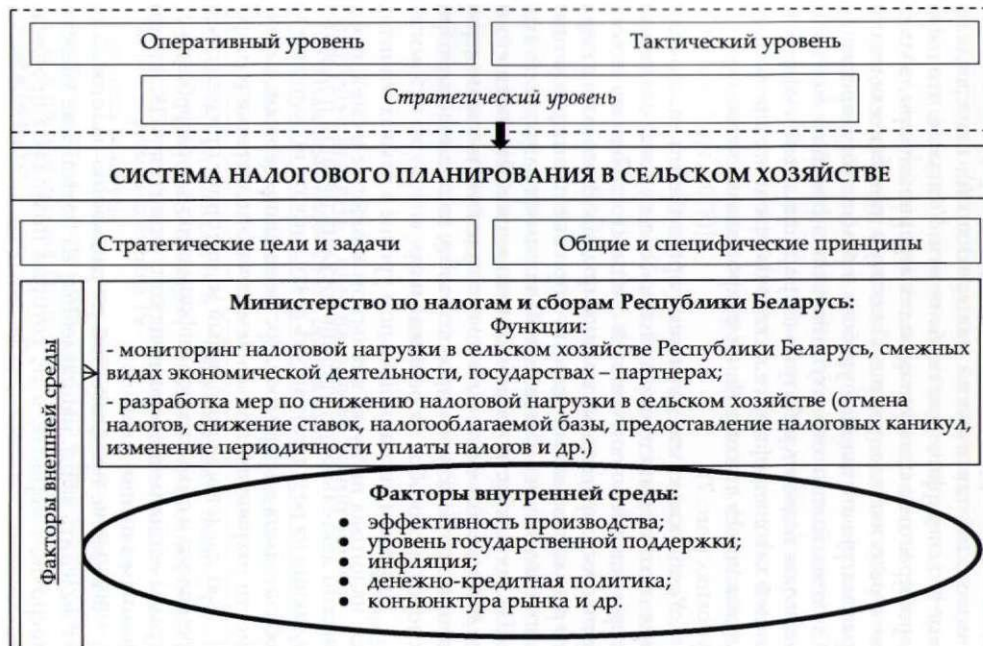 Оперативный уровень
Тактический уровень
Стратегический уровень
СИСТЕМА НАЛОГОВОГО ПЛАНИРОВАНИЯ В СЕЛЬСКОМ ХОЗЯЙСТВЕ
Стратегические цели и задачи
Общие и специфические принципы
Факторы внешней среды
Министерство по налогам и сборам Республики Беларусь:
Функции:
- мониторинг налоговой нагрузки в сельском хозяйстве Республики Беларусь, смежных
видах экономической деятельности, государствах – партнерах;
- разработка мер по снижению налоговой нагрузки в сельском хозяйстве (отмена
налогов, снижение ставок, налогооблагаемой базы, предоставление налоговых каникул,
изменение периодичности уплаты налогов и др.)
Факторы внутренней среды:
● эффективность производства;
● уровень государственной поддержки;
● инфляция;
● денежно-кредитная политика;
● конъюнктура рынка и др.